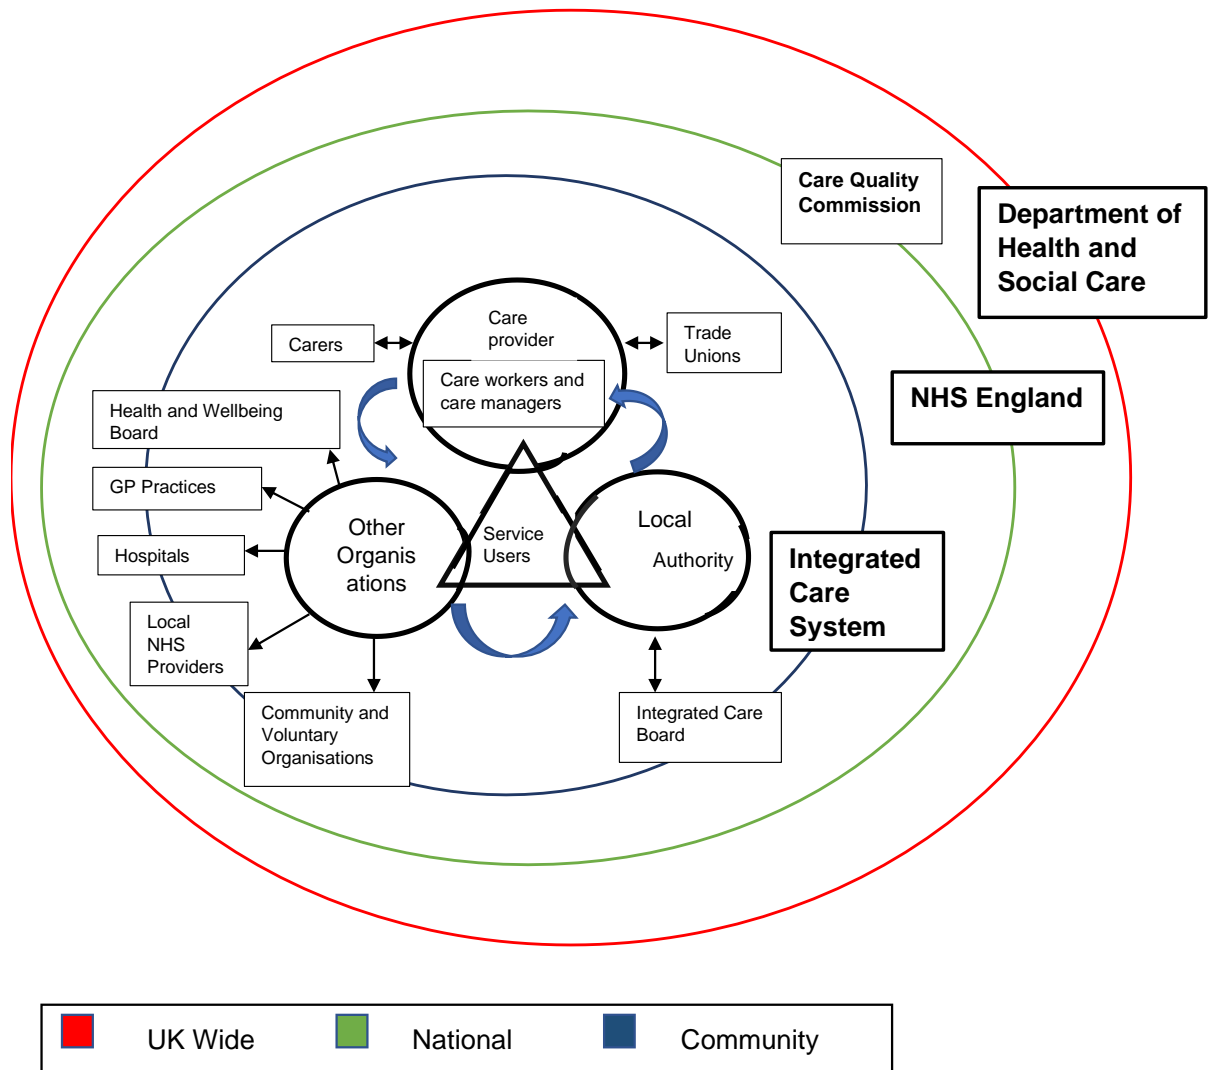 Care Quality
Commission
Department of
Health and
Social Care
Care
provider
Trade
Unions
Carers
Care workers and
care managers
NHS England
Health and Wellbeing
Board
GP Practices
Other
Organis
ations
Service
Users
Local
Authority
Hospitals
Integrated
Care
System
Local
NHS
Providers
Community and
Voluntary
Organisations
Integrated Care
Board
UK Wide
National
Community